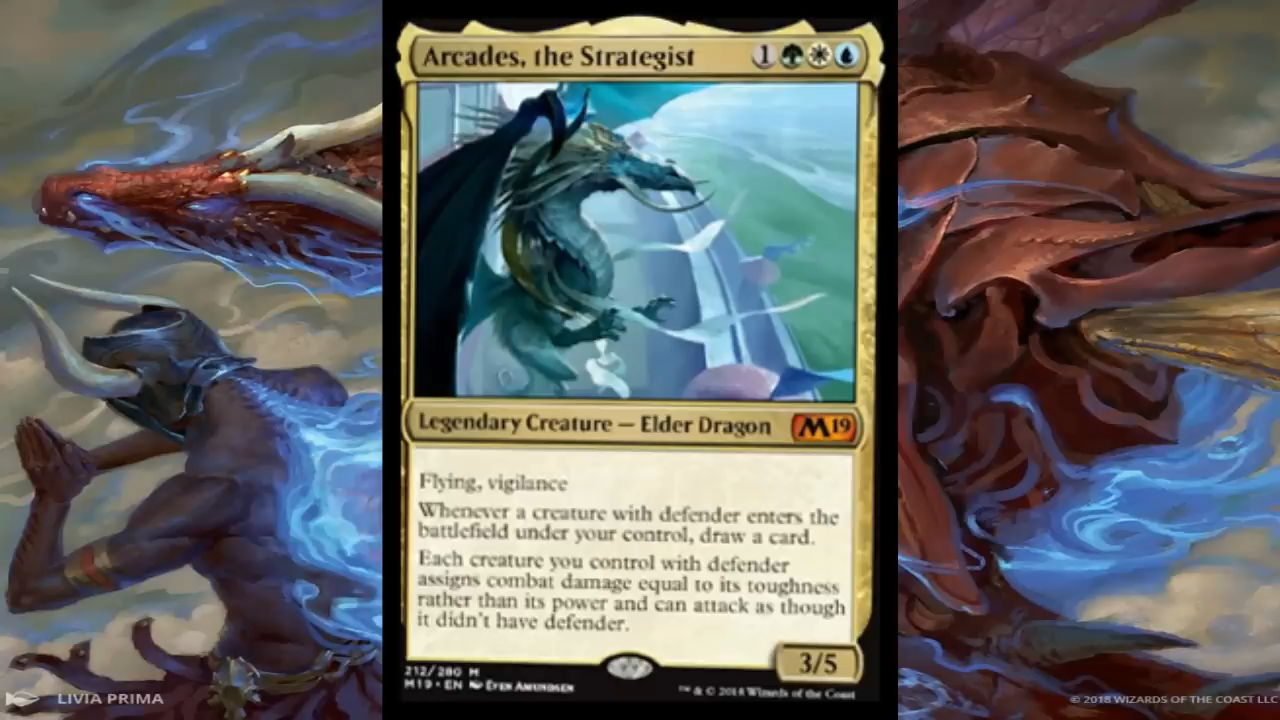 Arcades, the Strategist 1
Legendary Creature — Elder Dragon M19
Flying, vigilance
Whenever a creature with defender enters the
battlefield under your control, draw a card.
Each creature you control with defender
assigns combat damage equal to its toughness
rather than its power and can attack as though
it didn't have defender.
3/5
212/280 M
M19 • EN Even Amundsen
™ & © 2018 Wizards of the Coast
LIVIA PRIMA
© 2018 WIZARDS OF THE COAST LLC